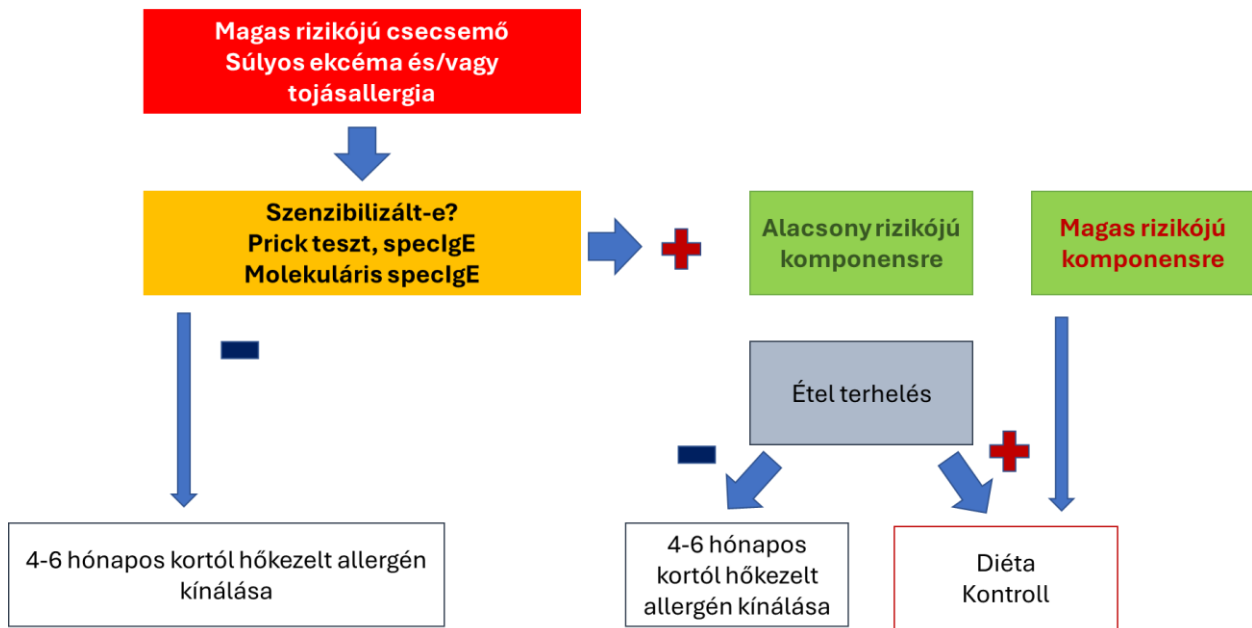 Magas rizikójú csecsemő
Súlyos ekcéma és/vagy
tojásallergia
Szenzibilizált-e?
Prick teszt, specIgE
Molekuláris specIgE
Alacsony rizikójú
komponensre
Magas rizikójú
komponensre
Étel terhelés
4-6 hónapos kortól hőkezelt allergén
kínálása
4-6 hónapos
kortól hőkezelt
allergén kínálása
Diéta
Kontroll